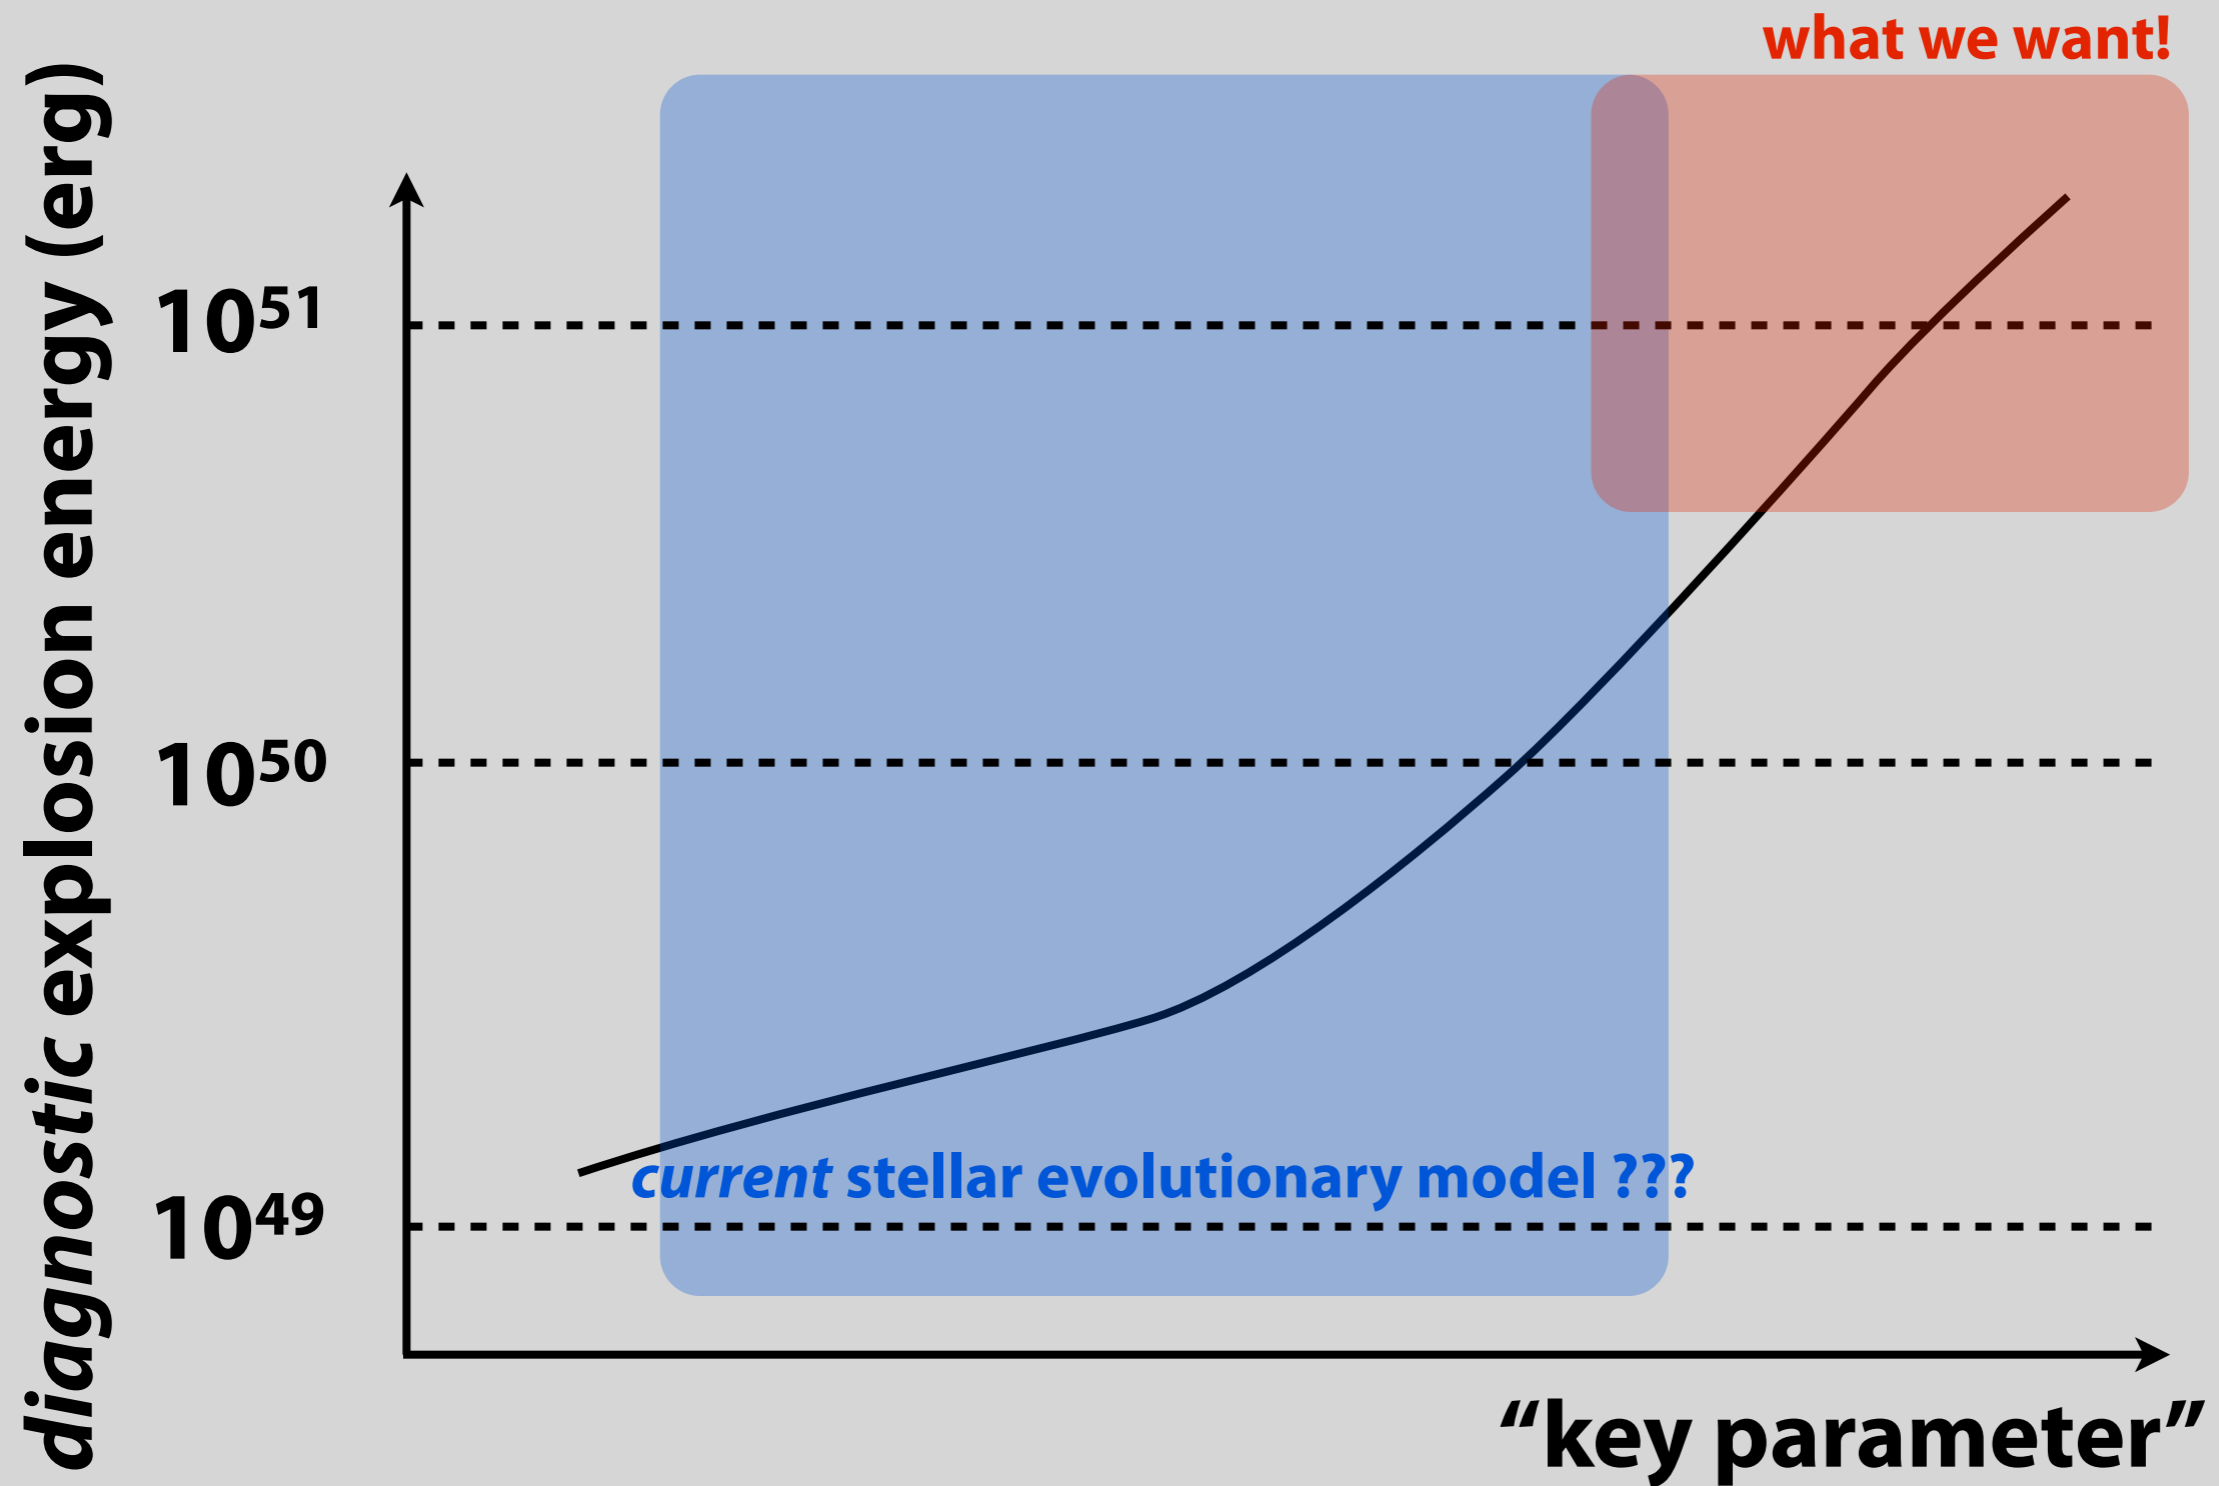 what we want!
diagnostic explosion energy (erg)
10⁵¹
10⁵⁰
current stellar evolutionary model ???
10⁴⁹
“key parameter”